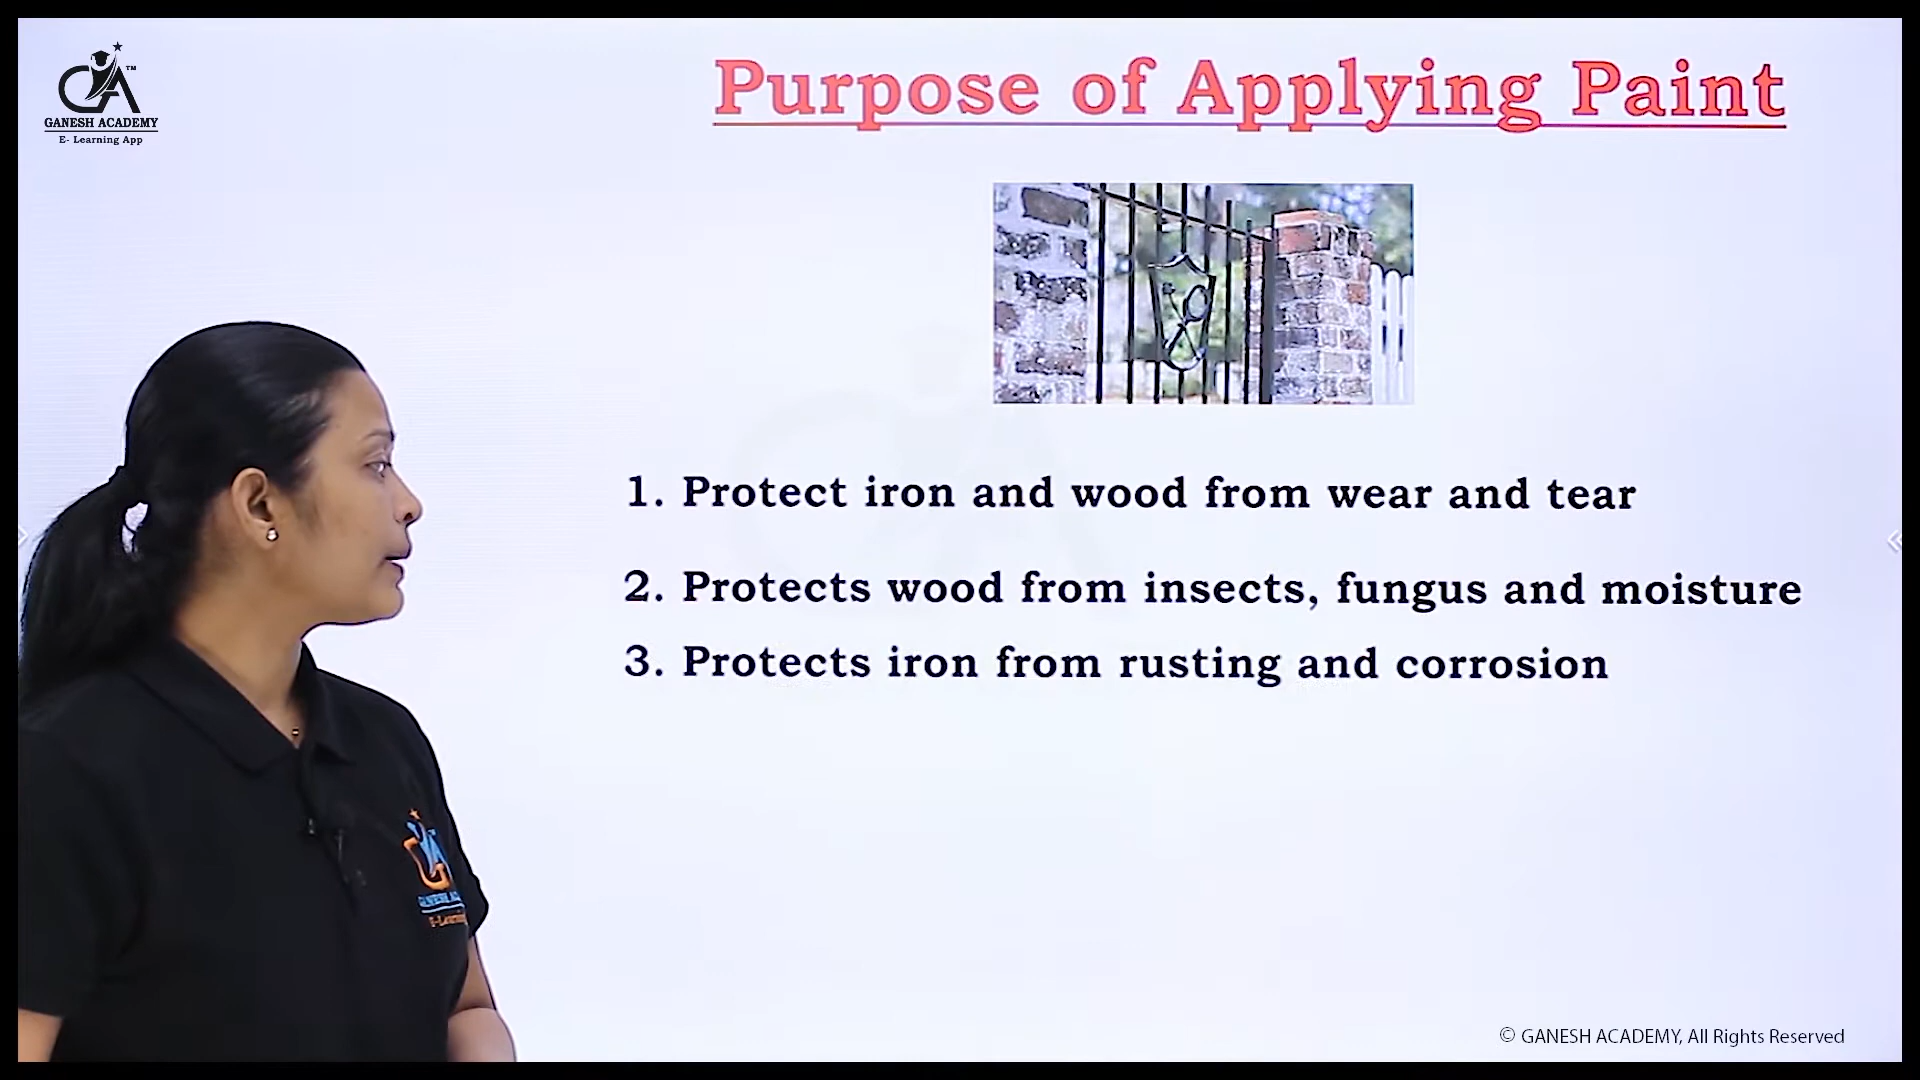 GA™
GANESH ACADEMY
E- Learning App
Purpose of Applying Paint
1. Protect iron and wood from wear and tear
2. Protects wood from insects, fungus and moisture
3. Protects iron from rusting and corrosion
© GANESH ACADEMY, All Rights Reserved